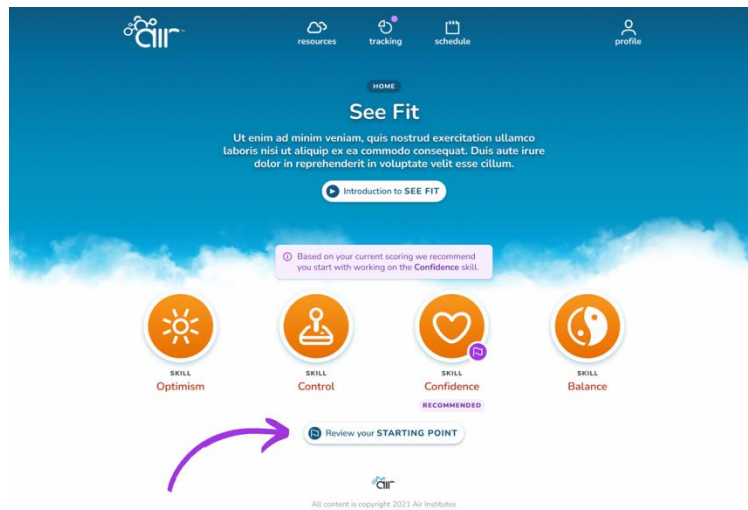 air
resources
tracking
schedule
profile
HOME
See Fit
Ut enim ad minim veniam, quis nostrud exercitation ullamco
laboris nisi ut aliquip ex ea commodo consequat. Duis aute irure
dolor in reprehenderit in voluptate velit esse cillum.
Introduction to SEE FIT
Based on your current scoring we recommend
you start with working on the Confidence skill.
SKILL
Optimism
SKILL
Control
SKILL
Confidence
RECOMMENDED
SKILL
Balance
Review your STARTING POINT
air
All content is copyright 2021 Air Institutes